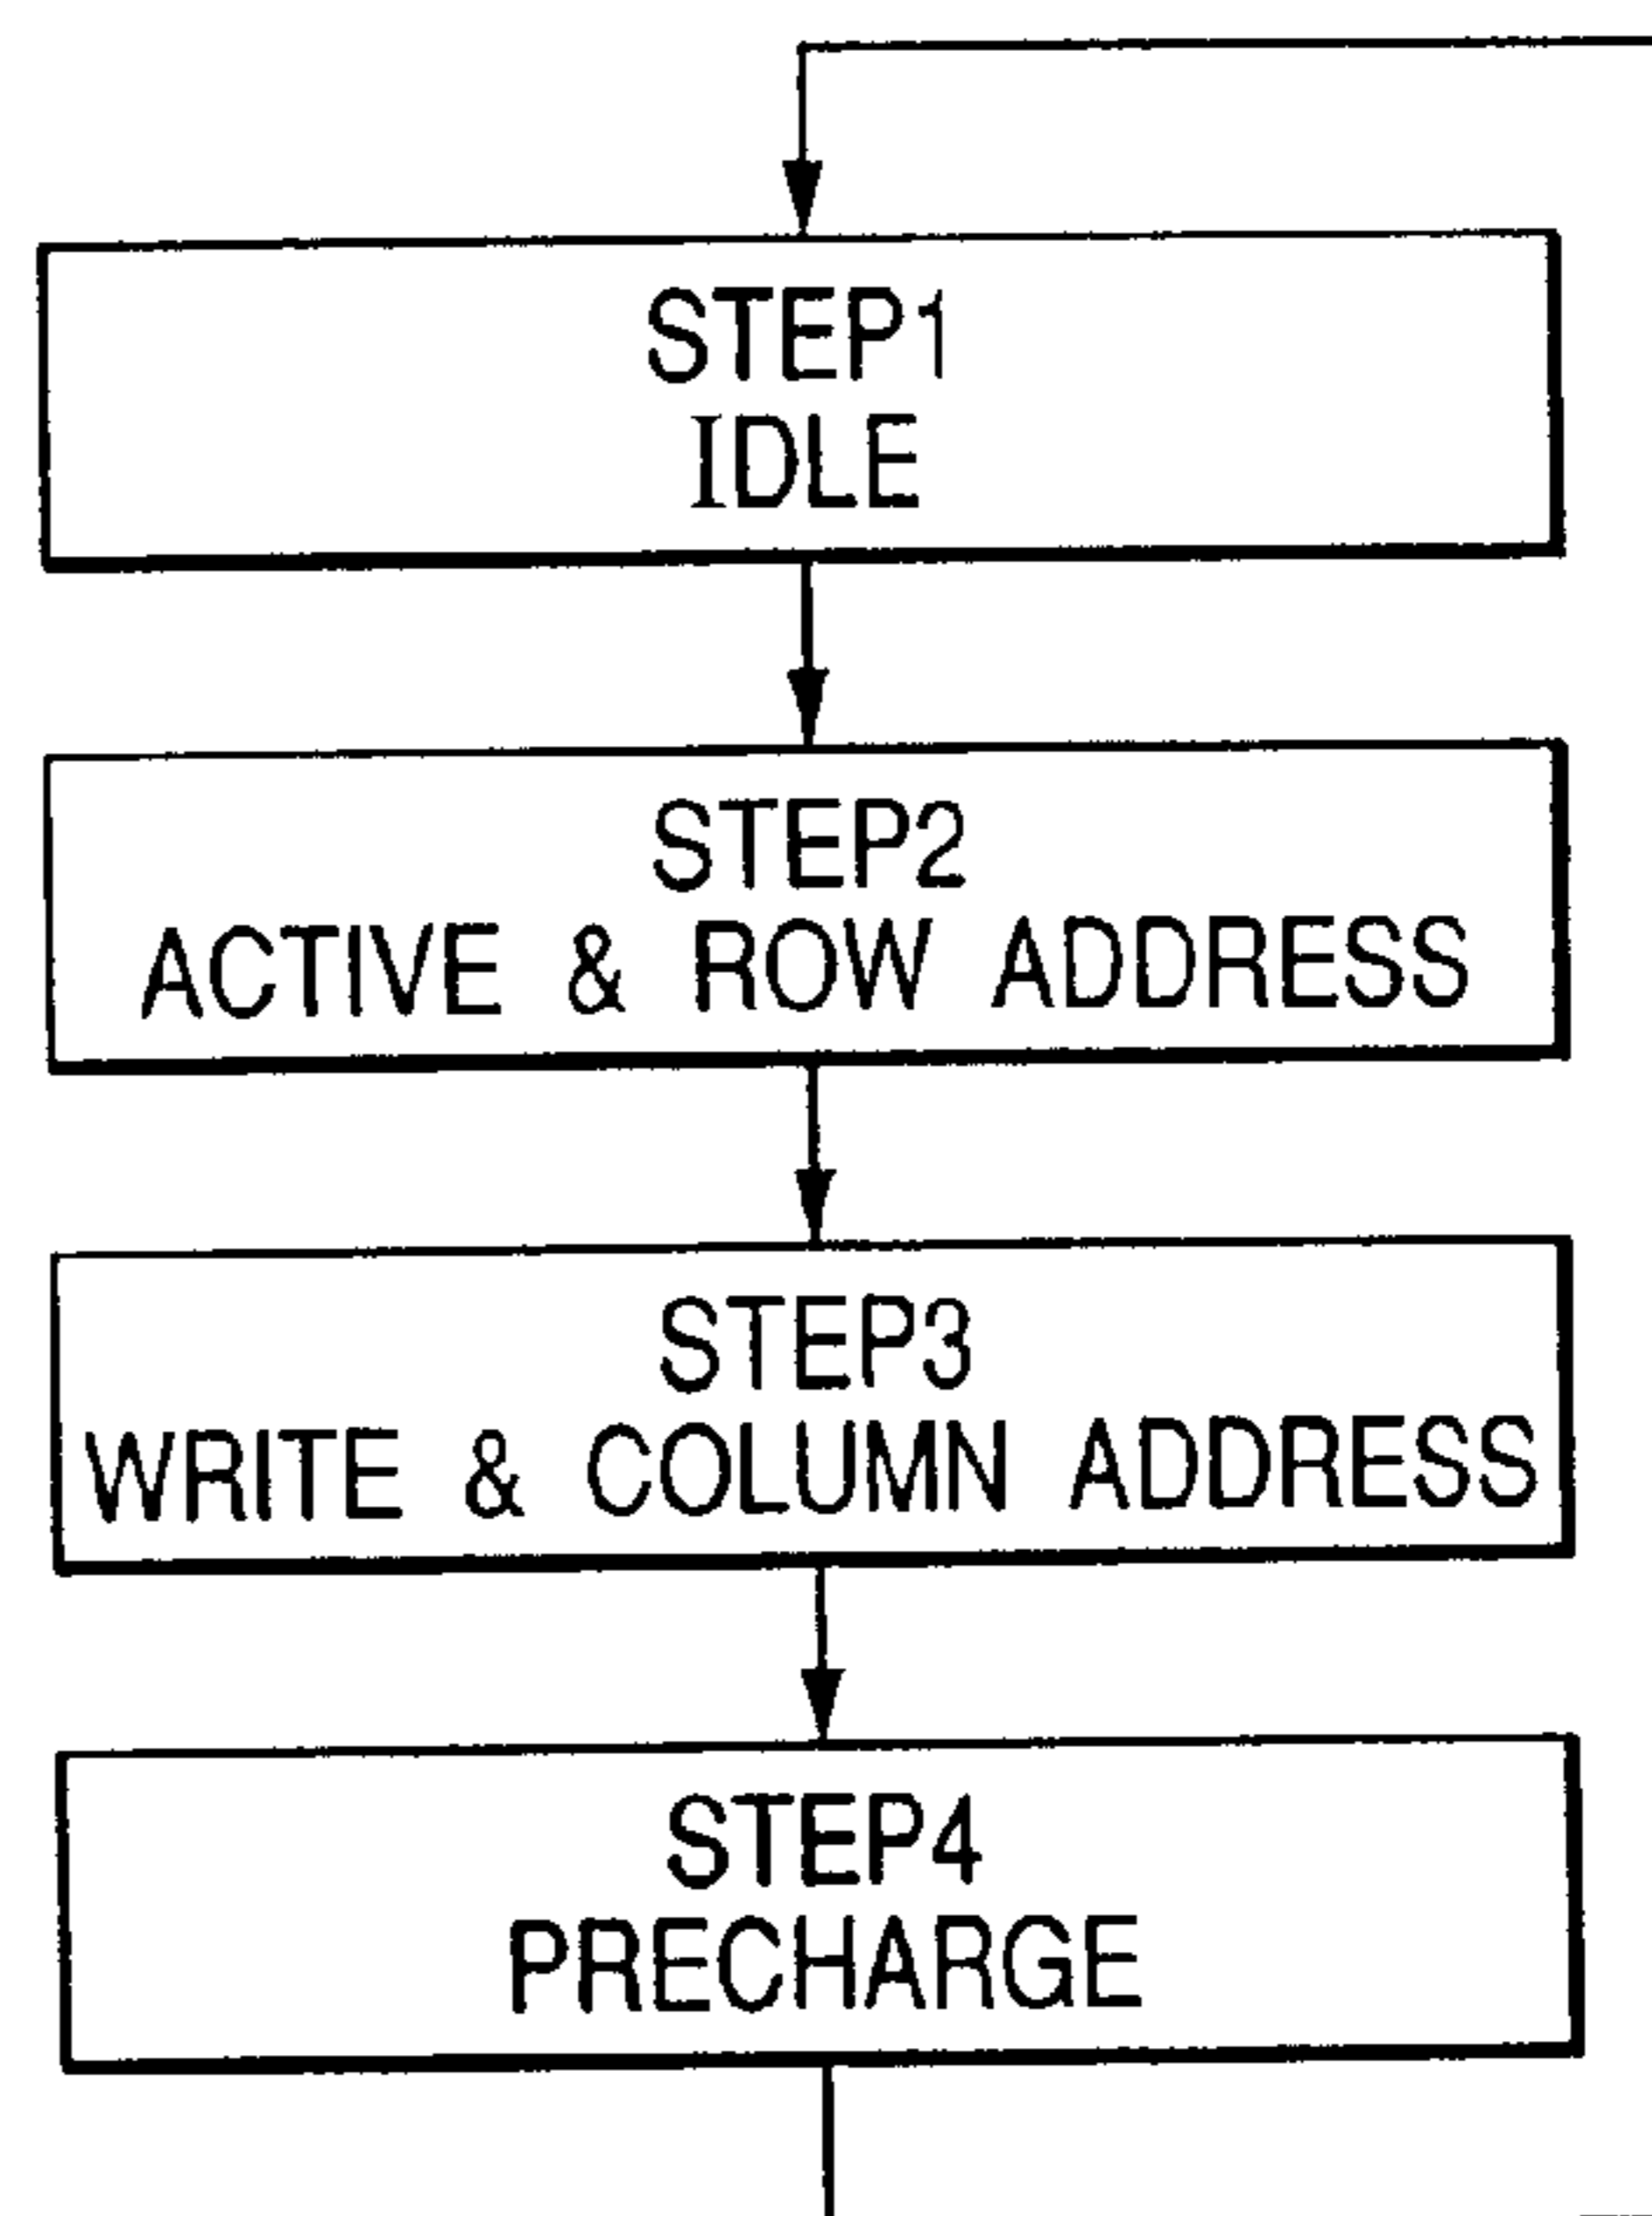 STEP1
IDLE
STEP2
ACTIVE & ROW ADDRESS
STEP3
WRITE & COLUMN ADDRESS
STEP4
PRECHARGE